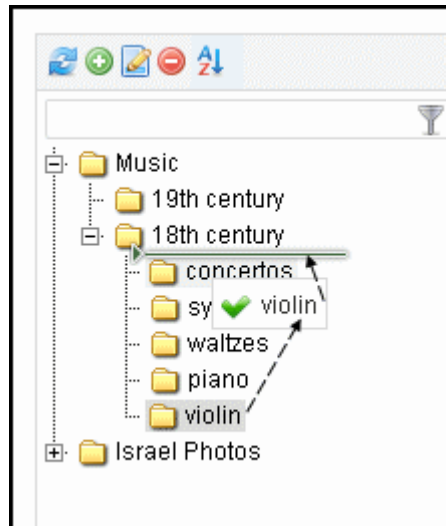 A
Z
Music
19th century
18th century
concertos
sy
violin
waltzes
piano
violin
Israel Photos